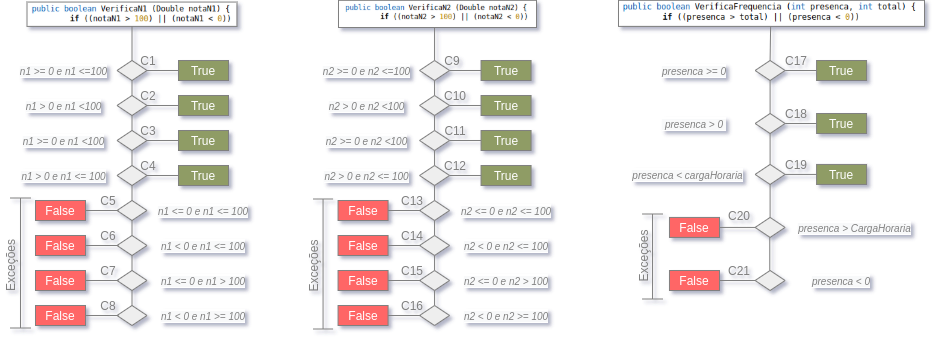 public boolean VerificaN1 (Double notaN1) {
if ((notaN1 > 100) || (notaN1 < 0))
n1 >= 0 e n1 <=100
C1
True
n1 > 0 e n1 <100
C2
True
n1 >= 0 e n1 <100
C3
True
n1 > 0 e n1 <= 100
C4
True
Exceções
False
C5
n1 <= 0 e n1 <= 100
False
C6
n1 < 0 e n1 <= 100
False
C7
n1 <= 0 e n1 > 100
False
C8
n1 < 0 e n1 >= 100
public boolean VerificaN2 (Double notaN2) {
if ((notaN2 > 100) || (notaN2 < 0))
n2 >= 0 e n2 <=100
C9
True
n2 > 0 e n2 <100
C10
True
n2 >= 0 e n2 <100
C11
True
n2 > 0 e n2 <= 100
C12
True
Exceções
False
C13
n2 <= 0 e n2 <= 100
False
C14
n2 < 0 e n2 <= 100
False
C15
n2 <= 0 e n2 > 100
False
C16
n2 < 0 e n2 >= 100
public boolean VerificaFrequencia (int presenca, int total) {
if ((presenca > total) || (presenca < 0))
presenca >= 0
C17
True
presenca > 0
C18
True
presenca < cargaHoraria
C19
True
Exceções
False
C20
presenca > CargaHoraria
False
C21
presenca < 0